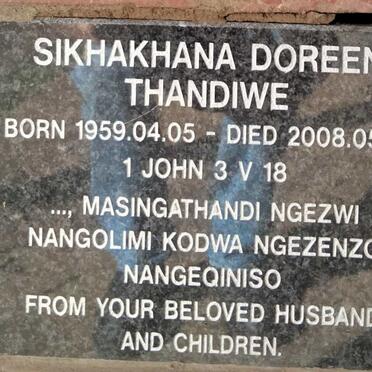 SIKHAKHANA DOREEN
THANDIWE
BORN 1959.04.05 - DIED 2008.05
1 JOHN 3 V 18
..., MASINGATHANDI NGEZWI
NANGOLIMI KODWA NGEZENZO
NANGEQINISO
FROM YOUR BELOVED HUSBAND
AND CHILDREN.